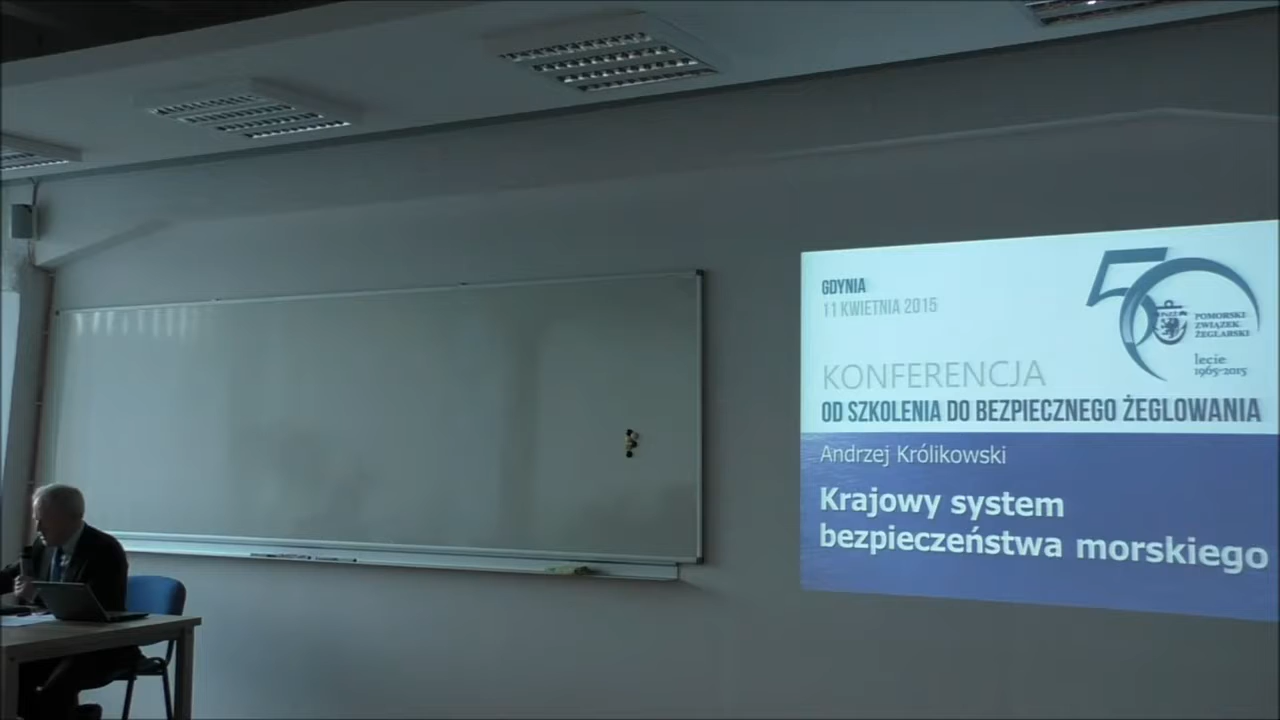 GDYNIA
11 KWIETNIA 2015
50
POMORSKI
ZWIĄZEK
ŻEGLARSKI
lecie
1965-2015
KONFERENCJA
OD SZKOLENIA DO BEZPIECZNEGO ŻEGLOWANIA
Andrzej Królikowski
Krajowy system
bezpieczeństwa morskiego